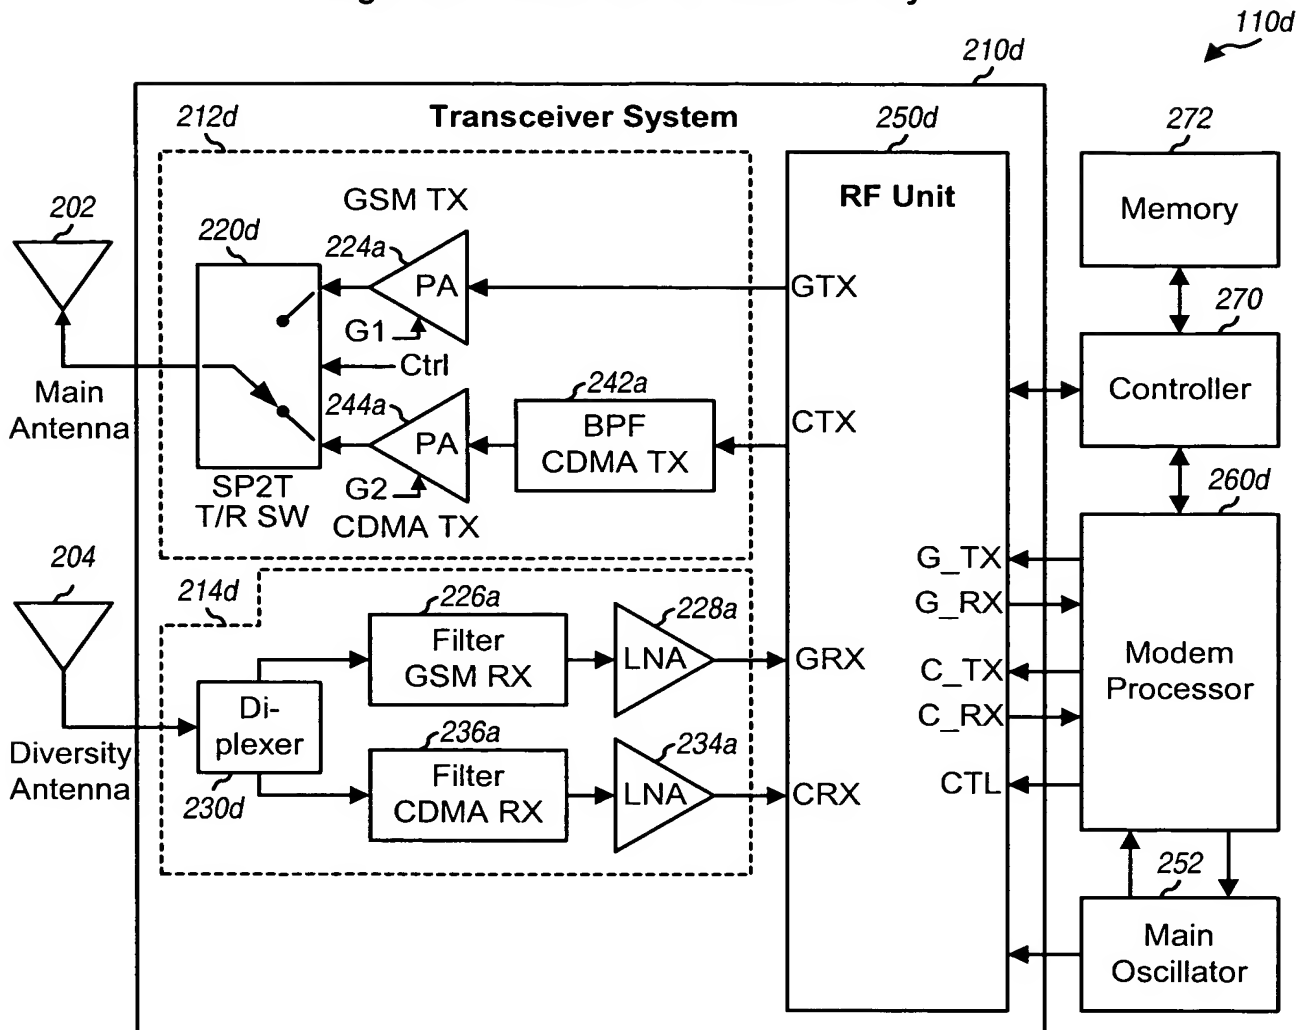 110d
210d
Transceiver System
212d
250d
272
RF Unit
Memory
202
GSM TX
220d
224a
PA
GTX
G1
270
Ctrl
Controller
Main
Antenna
244a
242a
PA
BPF
CDMA TX
CTX
G2
SP2T
T/R SW
CDMA TX
260d
204
G_TX
214d
226a
228a
G_RX
Filter
GSM RX
LNA
GRX
C_TX
Modem
Processor
Di-
plexer
C_RX
236a
234a
Diversity
Antenna
230d
Filter
CDMA RX
LNA
CRX
CTL
252
Main
Oscillator